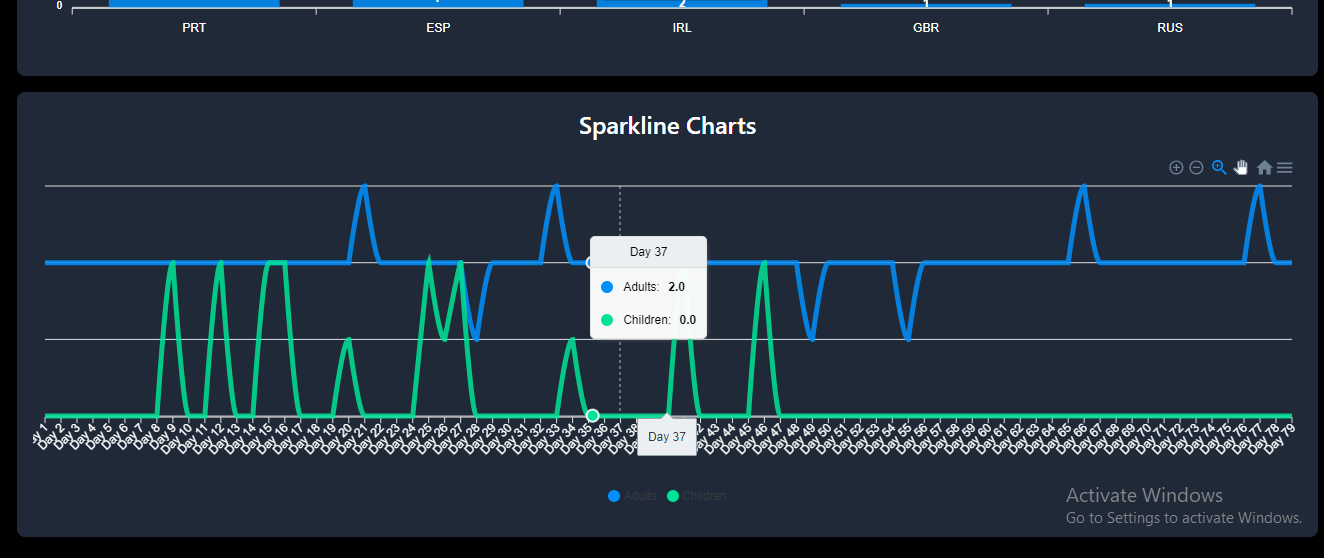 0
2
1
1
PRT
ESP
IRL
GBR
RUS
Sparkline Charts
Day 37
Adults: 2.0
Children: 0.0
Day 2
Day 3
Day 4
Day 5
Day 6
Day 7
Day 8
Day 9
Day 10
Day 11
Day 12
Day 13
Day 14
Day 15
Day 16
Day 17
Day 18
Day 19
Day 20
Day 21
Day 22
Day 23
Day 24
Day 25
Day 26
Day 27
Day 28
Day 29
Day 30
Day 31
Day 32
Day 33
Day 34
Day 35
Day 36
Day 37
Day 38
Day 37
Day 43
Day 44
Day 45
Day 46
Day 47
Day 48
Day 49
Day 50
Day 51
Day 52
Day 53
Day 54
Day 55
Day 56
Day 57
Day 58
Day 59
Day 60
Day 61
Day 62
Day 63
Day 64
Day 65
Day 66
Day 67
Day 68
Day 69
Day 70
Day 71
Day 72
Day 73
Day 74
Day 75
Day 76
Day 77
Day 78
Day 79
Adults
Children
Activate Windows
Go to Settings to activate Windows.